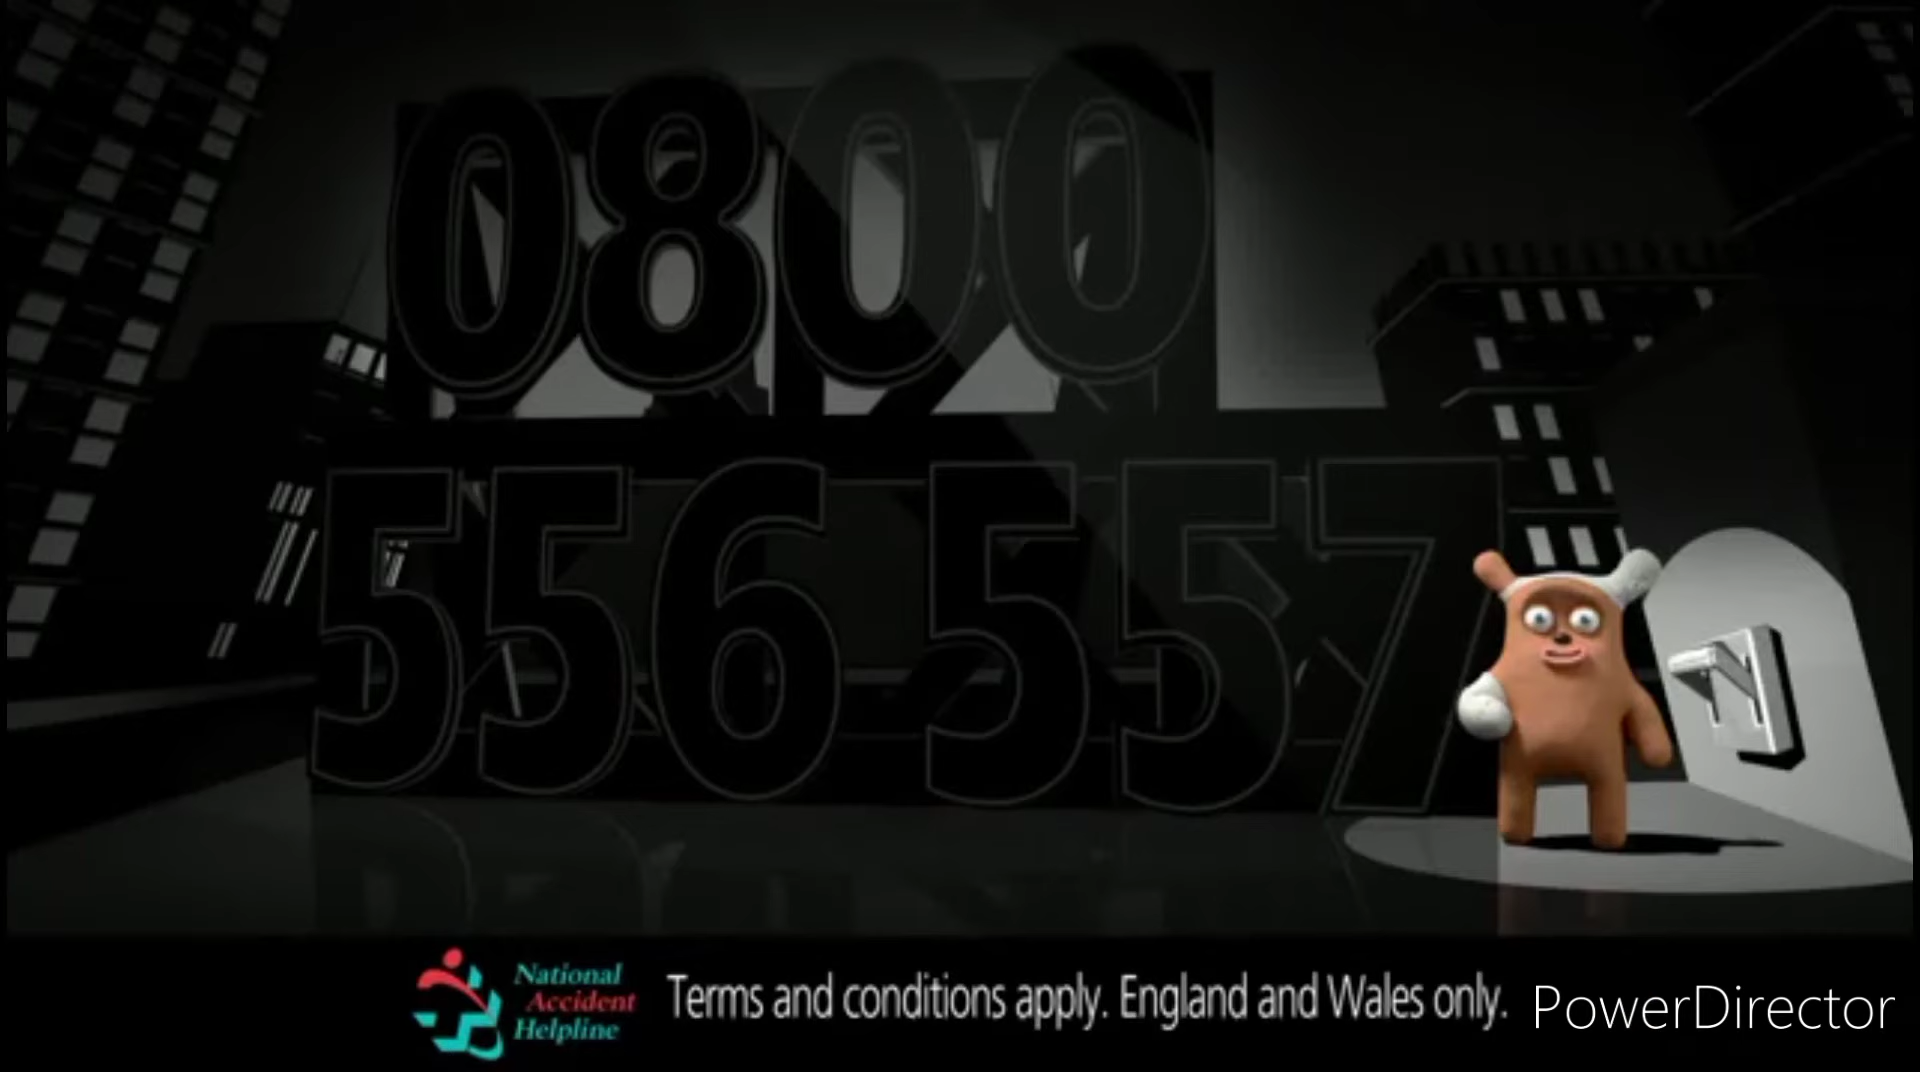 0800
556 557
National
Accident
Helpline
Terms and conditions apply. England and Wales only.
PowerDirector